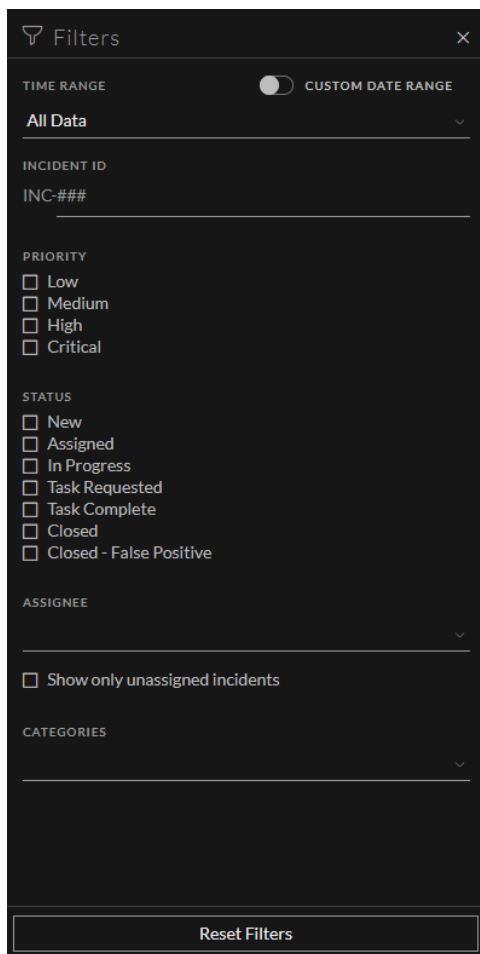 Filters
TIME RANGE CUSTOM DATE RANGE
All Data
INCIDENT ID
INC-###
PRIORITY
Low
Medium
High
Critical
STATUS
New
Assigned
In Progress
Task Requested
Task Complete
Closed
Closed - False Positive
ASSIGNEE
Show only unassigned incidents
CATEGORIES
Reset Filters